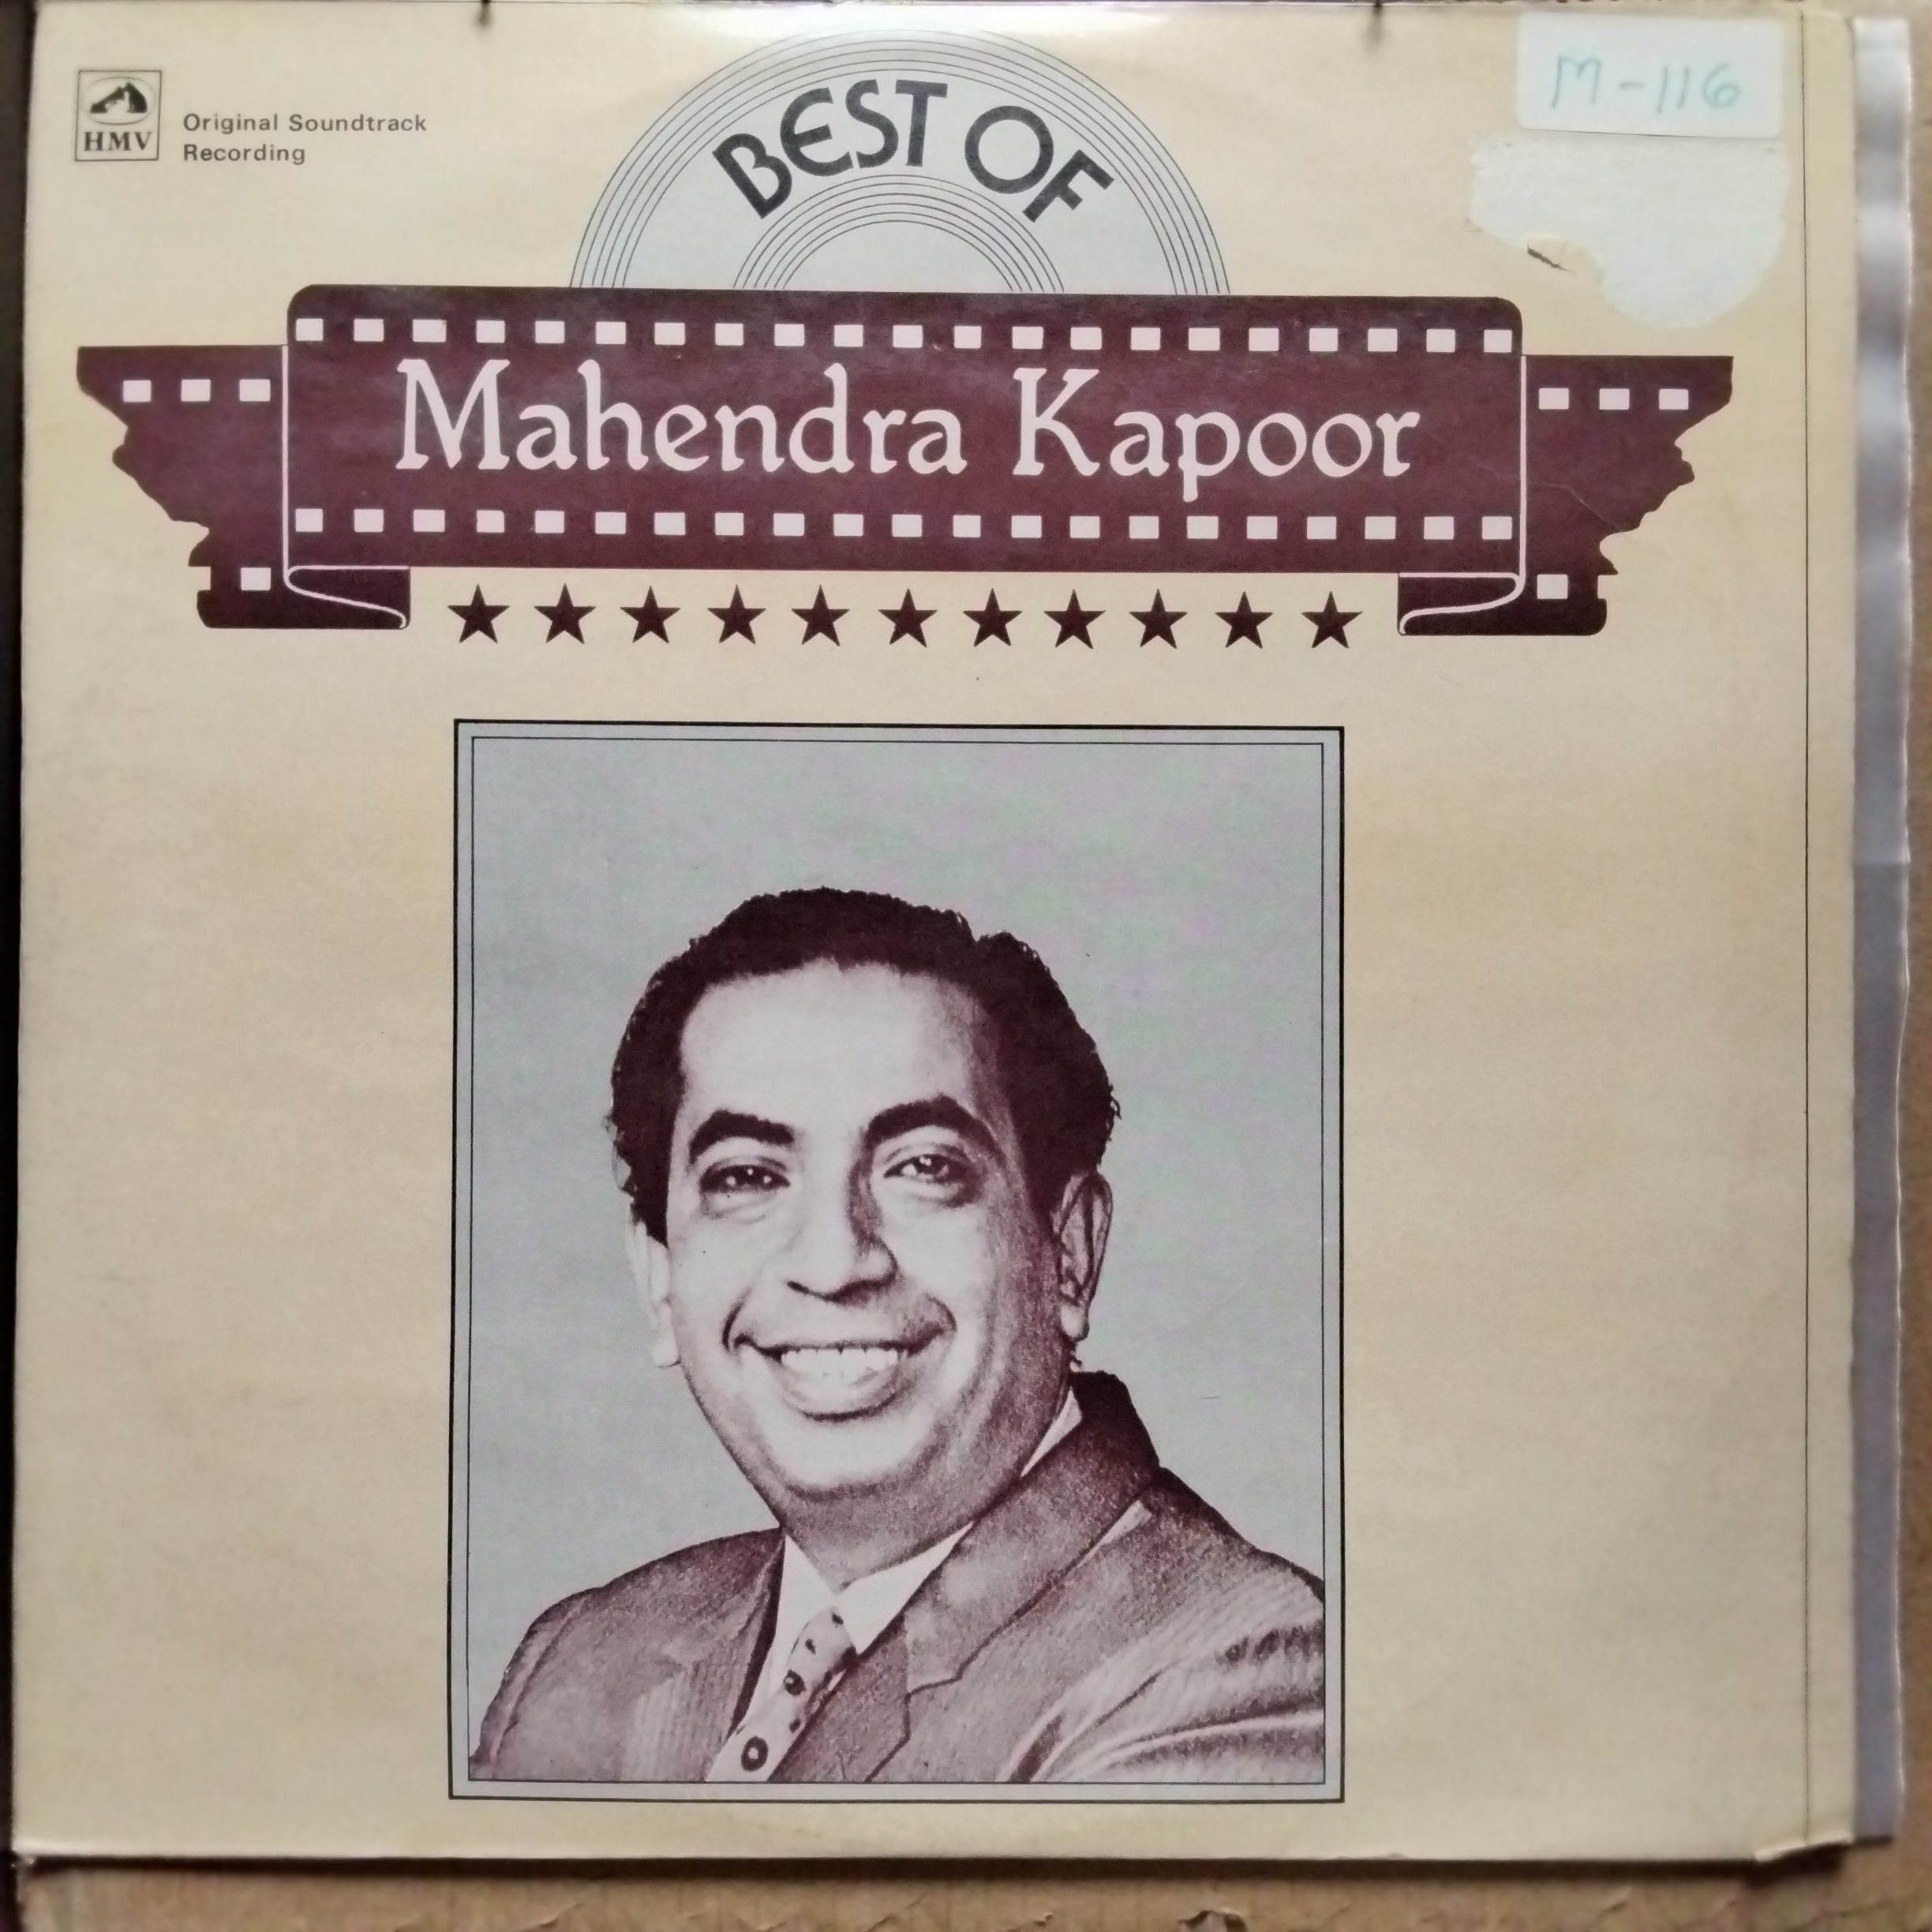 M-116
HMV
Original Soundtrack
Recording
BEST OF
Mahendra Kapoor